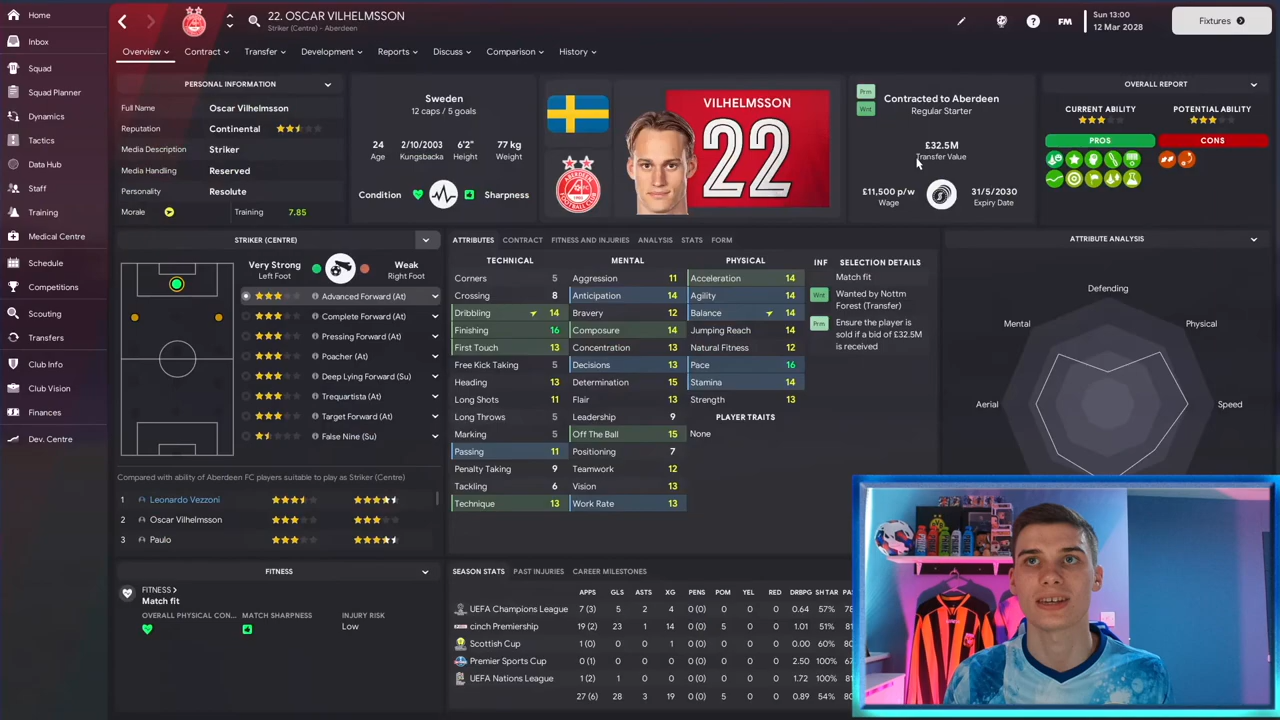 Home
Inbox
Squad
Squad Planner
Dynamics
Tactics
Data Hub
Staff
Training
Medical Centre
Schedule
Competitions
Scouting
Transfers
Club Info
Club Vision
Finances
Dev. Centre
22. OSCAR VILHELMSSON
Striker (Centre) - Aberdeen
FM
Sun 13:00
12 Mar 2028
Fixtures
Overview Contract Transfer Development Reports Discuss Comparison History
PERSONAL INFORMATION
Full Name Oscar Vilhelmsson
Reputation Continental
Media Description Striker
Media Handling Reserved
Personality Resolute
Morale Training 7.85
Sweden
12 caps / 5 goals
24 2/10/2003 6'2" 77 kg
Age Kungsbacka Height Weight
Condition Sharpness
VILHELMSSON
22
Prm
Wnt
Contracted to Aberdeen
Regular Starter
£32.5M
Transfer Value
£11,500 p/w 31/5/2030
Wage Expiry Date
OVERALL REPORT
CURRENT ABILITY POTENTIAL ABILITY
PROS CONS
STRIKER (CENTRE)
Very Strong Weak
Left Foot Right Foot
Advanced Forward (At)
Complete Forward (At)
Pressing Forward (At)
Poacher (At)
Deep Lying Forward (Su)
Trequartista (At)
Target Forward (At)
False Nine (Su)
Compared with ability of Aberdeen FC players suitable to play as Striker (Centre)
1 Leonardo Vezzoni
2 Oscar Vilhelmsson
3 Paulo
ATTRIBUTES CONTRACT FITNESS AND INJURIES ANALYSIS STATS FORM
TECHNICAL MENTAL PHYSICAL
Corners 5 Aggression 11 Acceleration 14
Crossing 8 Anticipation 14 Agility 14
Dribbling 14 Bravery 12 Balance 14
Finishing 16 Composure 14 Jumping Reach 14
First Touch 13 Concentration 13 Natural Fitness 12
Free Kick Taking 5 Decisions 13 Pace 16
Heading 13 Determination 15 Stamina 14
Long Shots 11 Flair 13 Strength 13
Long Throws 5 Leadership 9 PLAYER TRAITS
Marking 5 Off The Ball 15 None
Passing 11 Positioning 7
Penalty Taking 9 Teamwork 12
Tackling 6 Vision 13
Technique 13 Work Rate 13
INF SELECTION DETAILS
Match fit
Wnt Wanted by Nottm
Forest (Transfer)
Prm Ensure the player is
sold if a bid of £32.5M
is received
ATTRIBUTE ANALYSIS
Defending
Mental Physical
Aerial Speed
FITNESS
FITNESS >
Match fit
OVERALL PHYSICAL CON... MATCH SHARPNESS INJURY RISK
Low
SEASON STATS PAST INJURIES CAREER MILESTONES
APPS GLS ASTS XG PENS POM YEL RED DRBPG SH TAR PAS
UEFA Champions League 7 (3) 5 2 4 0 (0) 0 0 0 0.64 57% 78
cinch Premiership 19 (2) 23 1 14 0 (0) 5 0 0 1.01 51% 81
Scottish Cup 1 (0) 0 0 1 0 (0) 0 0 0 0.00 60% 80
Premier Sports Cup 0 (1) 0 0 0 0 (0) 0 0 0 2.50 100% 67
UEFA Nations League 1 (2) 0 0 0 0 (0) 0 0 0 1.72 100%
27 (6) 28 3 19 0 (0) 5 0 0 0.89 54% 80